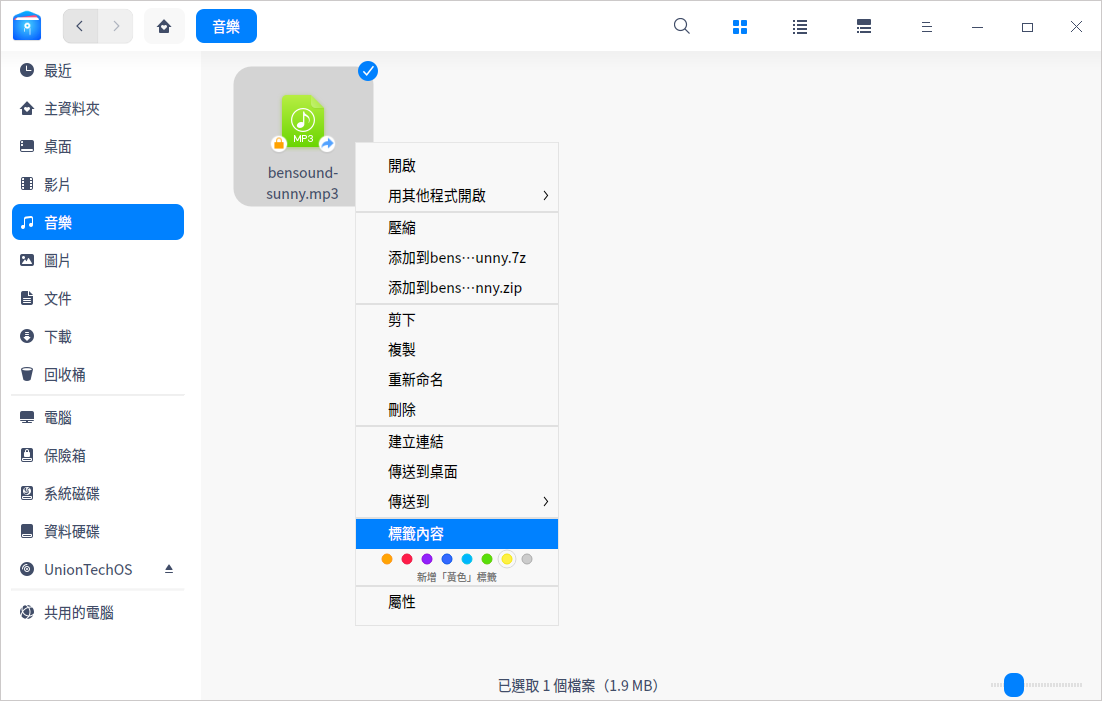 音樂
最近
主資料夾
桌面
影片
音樂
圖片
文件
下載
回收桶
電腦
保險箱
系統磁碟
資料硬碟
UnionTechOS
共用的電腦
MP3
bensound-
sunny.mp3
開啟
用其他程式開啟
壓縮
添加到bens⋯unny.7z
添加到bens⋯nny.zip
剪下
複製
重新命名
刪除
建立連結
傳送到桌面
傳送到
標籤內容
新增「黃色」標籤
屬性
已選取 1 個檔案（1.9 MB）